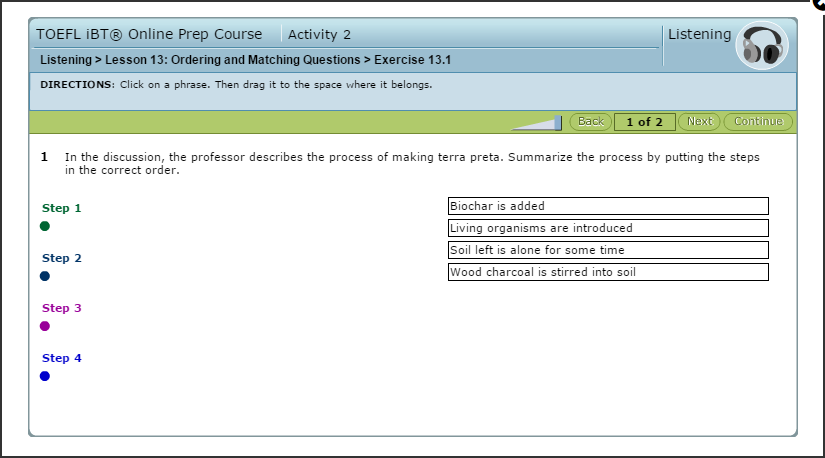 TOEFL iBT® Online Prep Course Activity 2 Listening
Listening > Lesson 13: Ordering and Matching Questions > Exercise 13.1
DIRECTIONS: Click on a phrase. Then drag it to the space where it belongs.
Back 1 of 2 Next Continue
1 In the discussion, the professor describes the process of making terra preta. Summarize the process by putting the steps
in the correct order.
Step 1
Step 2
Step 3
Step 4
Biochar is added
Living organisms are introduced
Soil left is alone for some time
Wood charcoal is stirred into soil